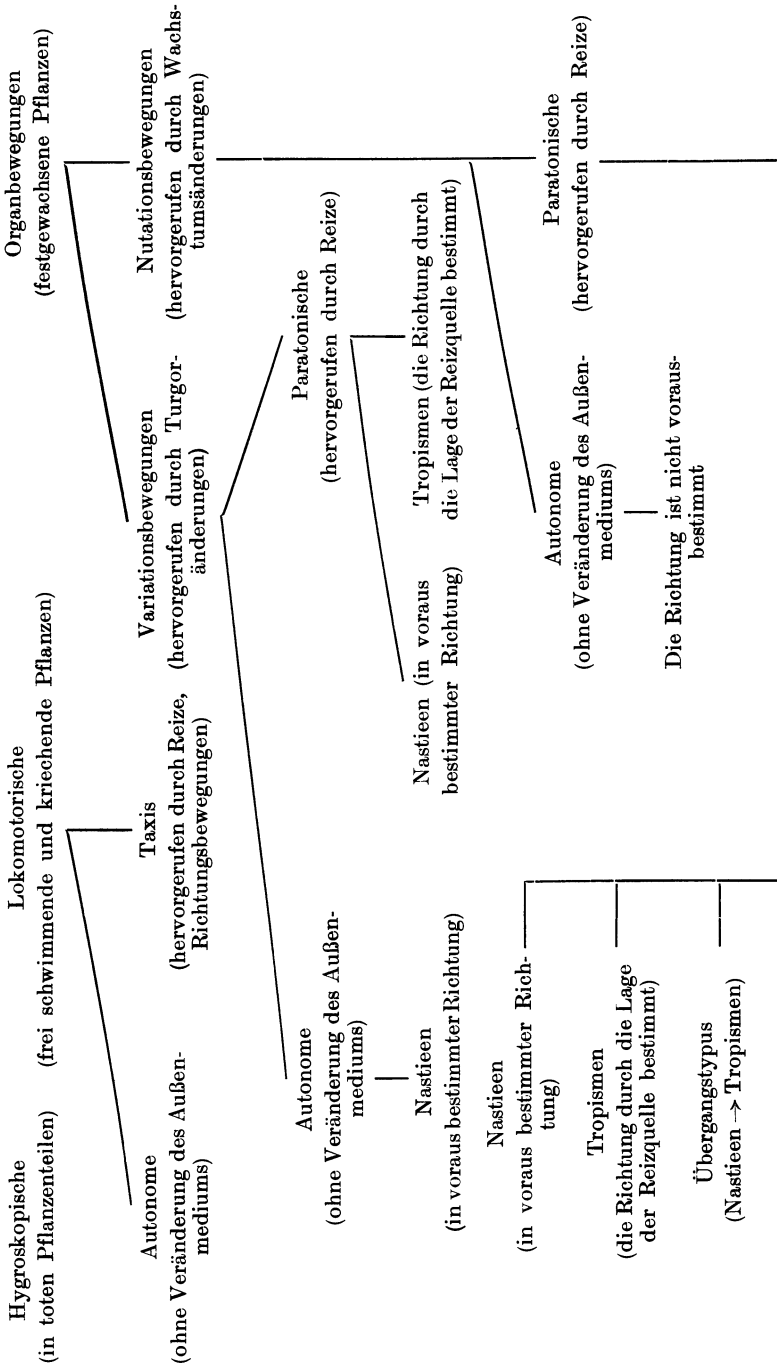 Hygroskopische
(in toten Pflanzenteilen)
Lokomotorische
(frei schwimmende und kriechende Pflanzen)
Organbewegungen
(festgewachsene Pflanzen)
Autonome
(ohne Veränderung des Außen-
mediums)
Taxis
(hervorgerufen durch Reize,
Richtungsbewegungen)
Variationsbewegungen
(hervorgerufen durch Turgor-
änderungen)
Nutationsbewegungen
(hervorgerufen durch Wachs-
tumsänderungen)
Autonome
(ohne Veränderung des Außen-
mediums)
Paratonische
(hervorgerufen durch Reize)
Nastieen
(in voraus bestimmter Richtung)
Nastieen (in voraus
bestimmter Richtung)
Tropismen (die Richtung durch
die Lage der Reizquelle bestimmt)
Autonome
(ohne Veränderung des Außen-
mediums)
Paratonische
(hervorgerufen durch Reize)
Die Richtung ist nicht voraus-
bestimmt
Nastieen
(in voraus bestimmter Rich-
tung)
Tropismen
(die Richtung durch die Lage
der Reizquelle bestimmt)
Übergangstypus
(Nastieen → Tropismen)